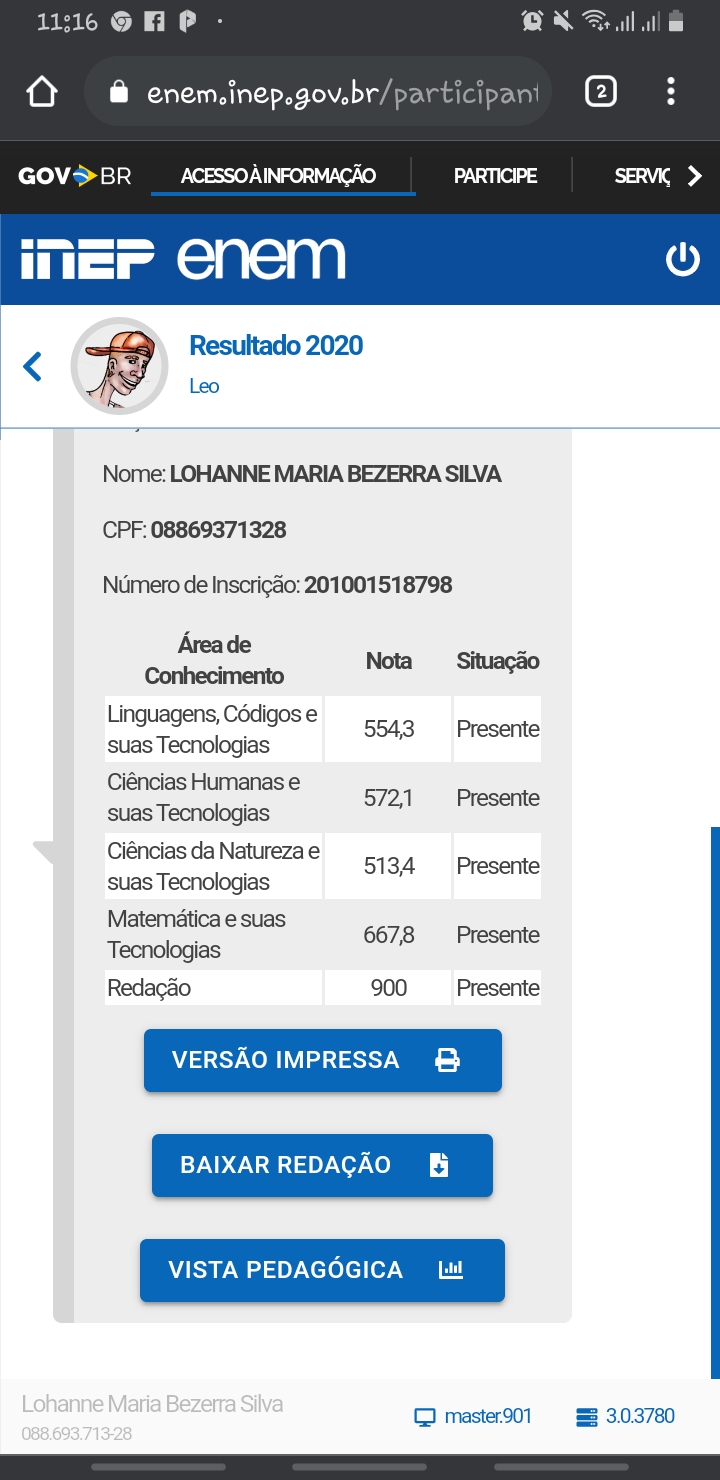 11:16
enem.inep.gov.br/participant
2
GOV BR ACESSO À INFORMAÇÃO PARTICIPE SERVIÇ
inep enem
Resultado 2020
Leo
Nome: LOHANNE MARIA BEZERRA SILVA
CPF: 08869371328
Número de Inscrição: 201001518798
Área de
Conhecimento Nota Situação
Linguagens, Códigos e
suas Tecnologias 554,3 Presente
Ciências Humanas e
suas Tecnologias 572,1 Presente
Ciências da Natureza e
suas Tecnologias 513,4 Presente
Matemática e suas
Tecnologias 667,8 Presente
Redação 900 Presente
VERSÃO IMPRESSA
BAIXAR REDAÇÃO
VISTA PEDAGÓGICA
Lohanne Maria Bezerra Silva
088.693.713-28
master.901 3.0.3780